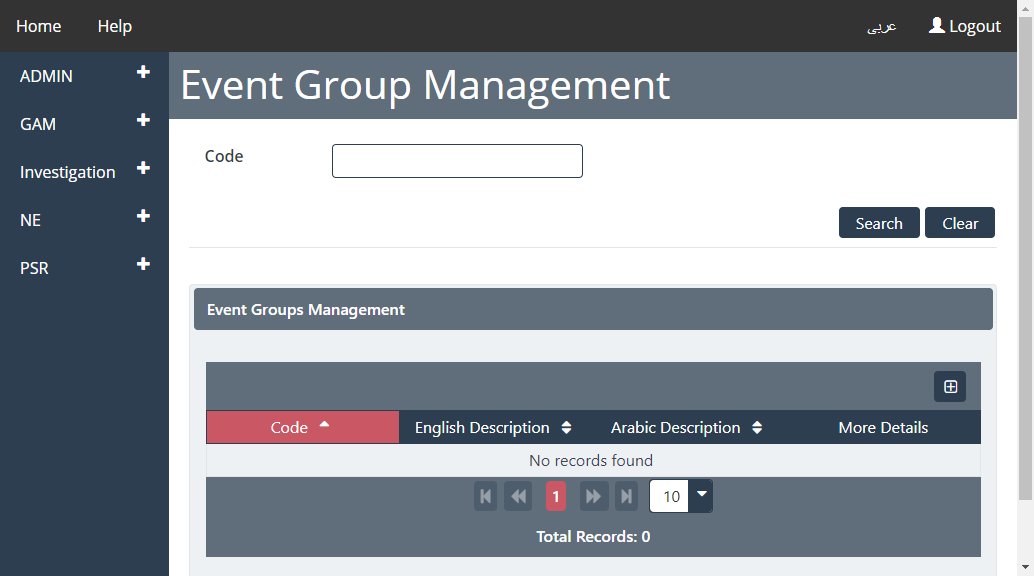 Home Help عربى Logout
ADMIN
GAM
Investigation
NE
PSR
Event Group Management
Code
Search Clear
Event Groups Management
Code English Description Arabic Description More Details
No records found
1 10
Total Records: 0